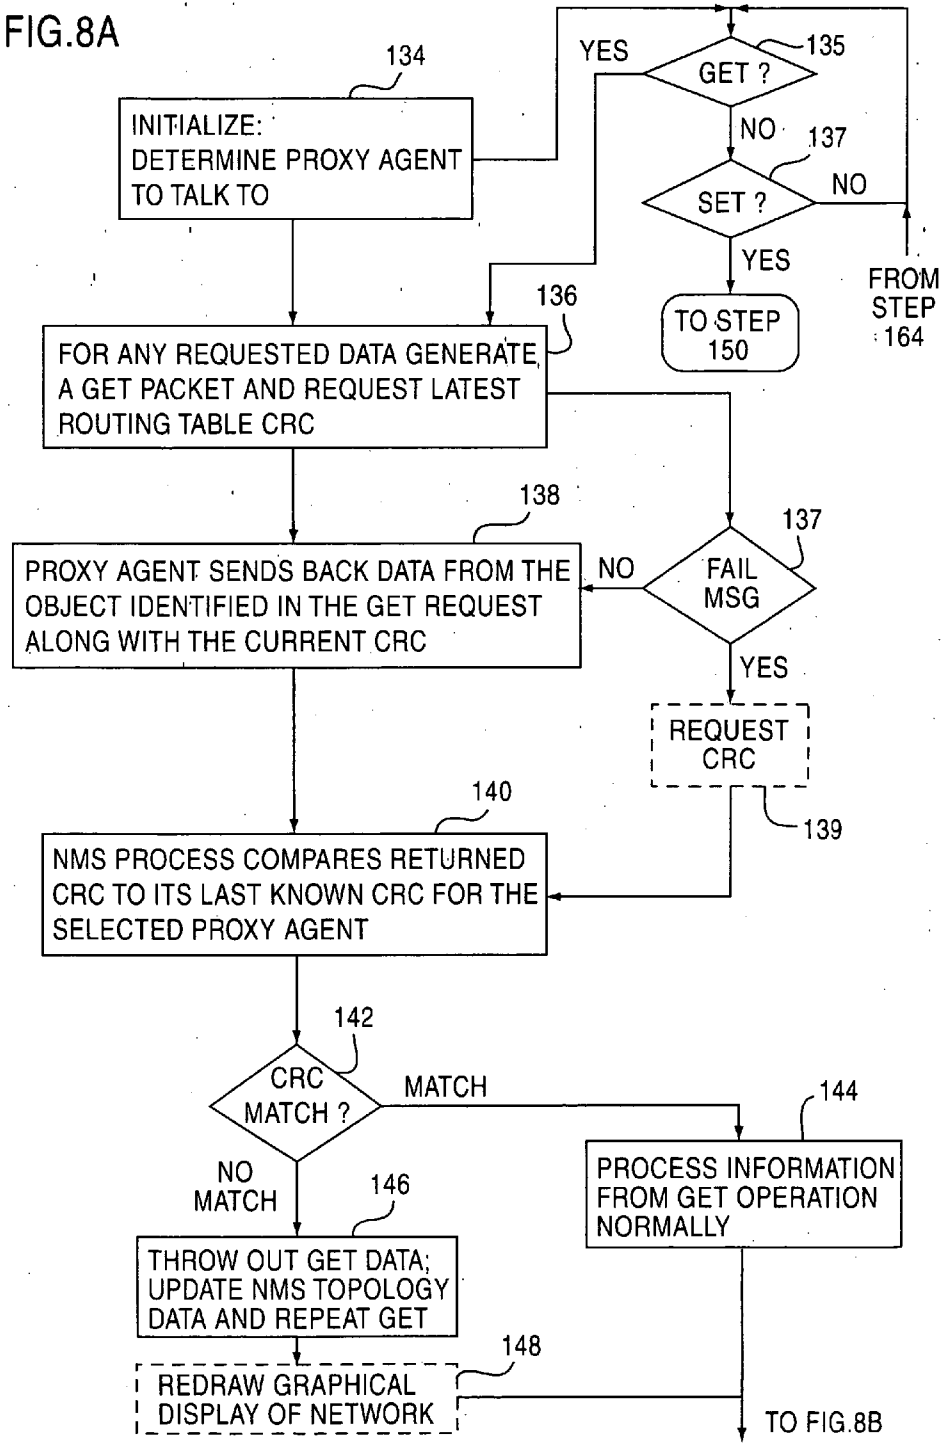 FIG.8A
134
INITIALIZE:
DETERMINE PROXY AGENT
TO TALK TO
YES
135
GET ?
NO
137
SET ?
NO
YES
TO STEP
150
FROM
STEP
164
136
FOR ANY REQUESTED DATA GENERATE
A GET PACKET AND REQUEST LATEST
ROUTING TABLE CRC
138
PROXY AGENT SENDS BACK DATA FROM THE
OBJECT IDENTIFIED IN THE GET REQUEST
ALONG WITH THE CURRENT CRC
NO
137
FAIL
MSG
YES
REQUEST
CRC
139
140
NMS PROCESS COMPARES RETURNED
CRC TO ITS LAST KNOWN CRC FOR THE
SELECTED PROXY AGENT
142
CRC
MATCH ?
MATCH
NO
MATCH
144
PROCESS INFORMATION
FROM GET OPERATION
NORMALLY
146
THROW OUT GET DATA;
UPDATE NMS TOPOLOGY
DATA AND REPEAT GET
148
REDRAW GRAPHICAL
DISPLAY OF NETWORK
TO FIG.8B